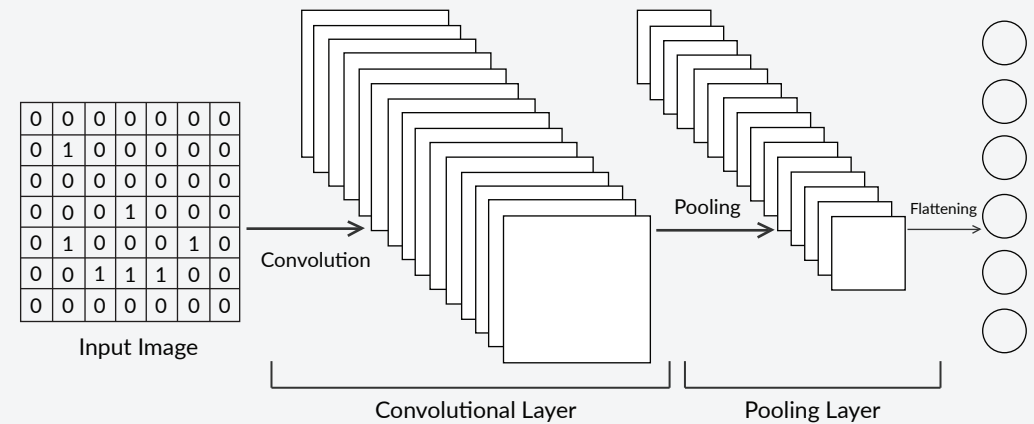 0 0 0 0 0 0 0
0 1 0 0 0 0 0
0 0 0 0 0 0 0
0 0 0 1 0 0 0
0 1 0 0 0 1 0
0 0 1 1 1 0 0
0 0 0 0 0 0 0
Input Image
Convolution
Convolutional Layer
Pooling
Pooling Layer
Flattening